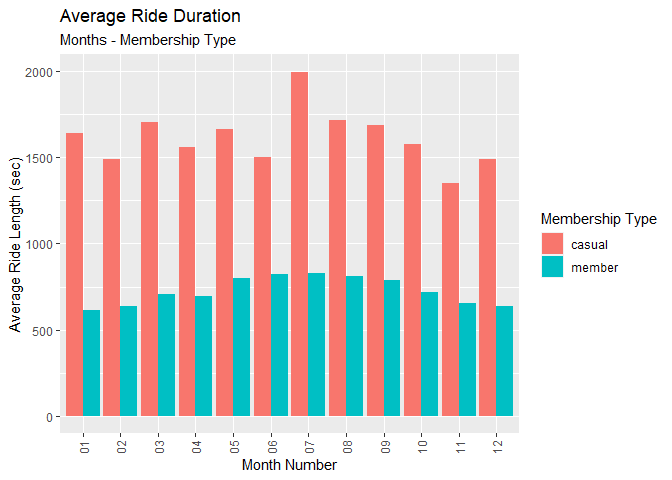 Average Ride Duration
Months - Membership Type
Average Ride Length (sec)
2000
1500
1000
500
0
01 02 03 04 05 06 07 08 09 10 11 12
Month Number
Membership Type
casual
member